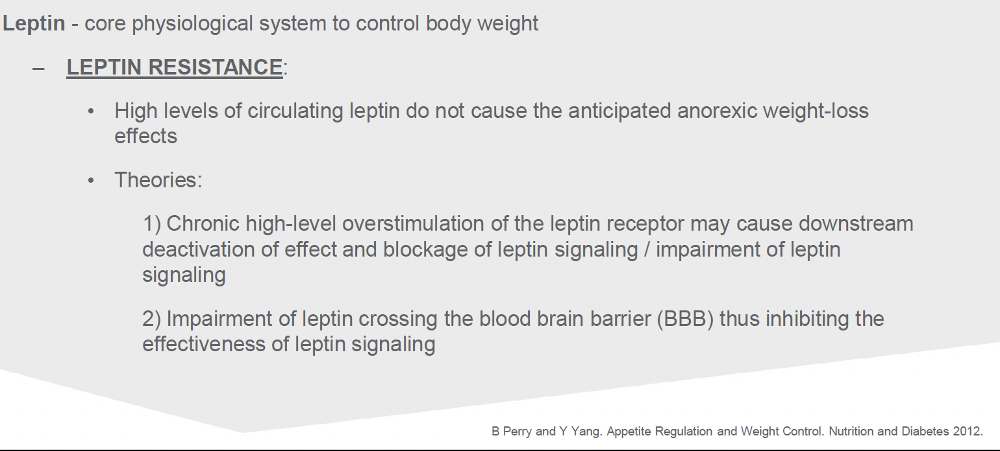 Leptin - core physiological system to control body weight
– LEPTIN RESISTANCE:
• High levels of circulating leptin do not cause the anticipated anorexic weight-loss
effects
• Theories:
1) Chronic high-level overstimulation of the leptin receptor may cause downstream
deactivation of effect and blockage of leptin signaling / impairment of leptin
signaling
2) Impairment of leptin crossing the blood brain barrier (BBB) thus inhibiting the
effectiveness of leptin signaling
B Perry and Y Yang. Appetite Regulation and Weight Control. Nutrition and Diabetes 2012.